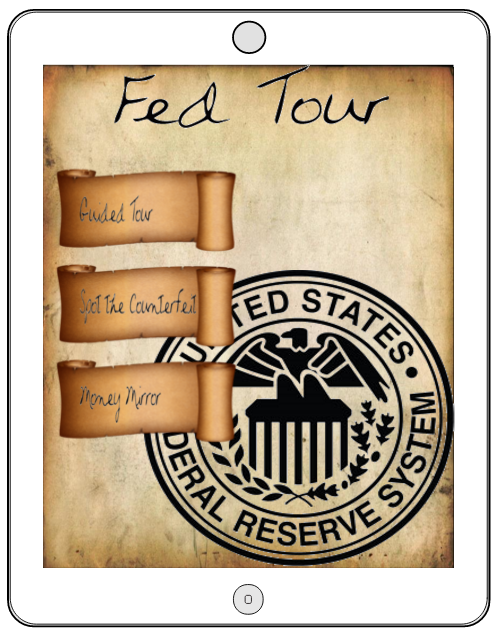 Fed Tour
Guided Tour
Spot The Counterfeit
Money Mirror
UNITED STATES
FEDERAL RESERVE SYSTEM